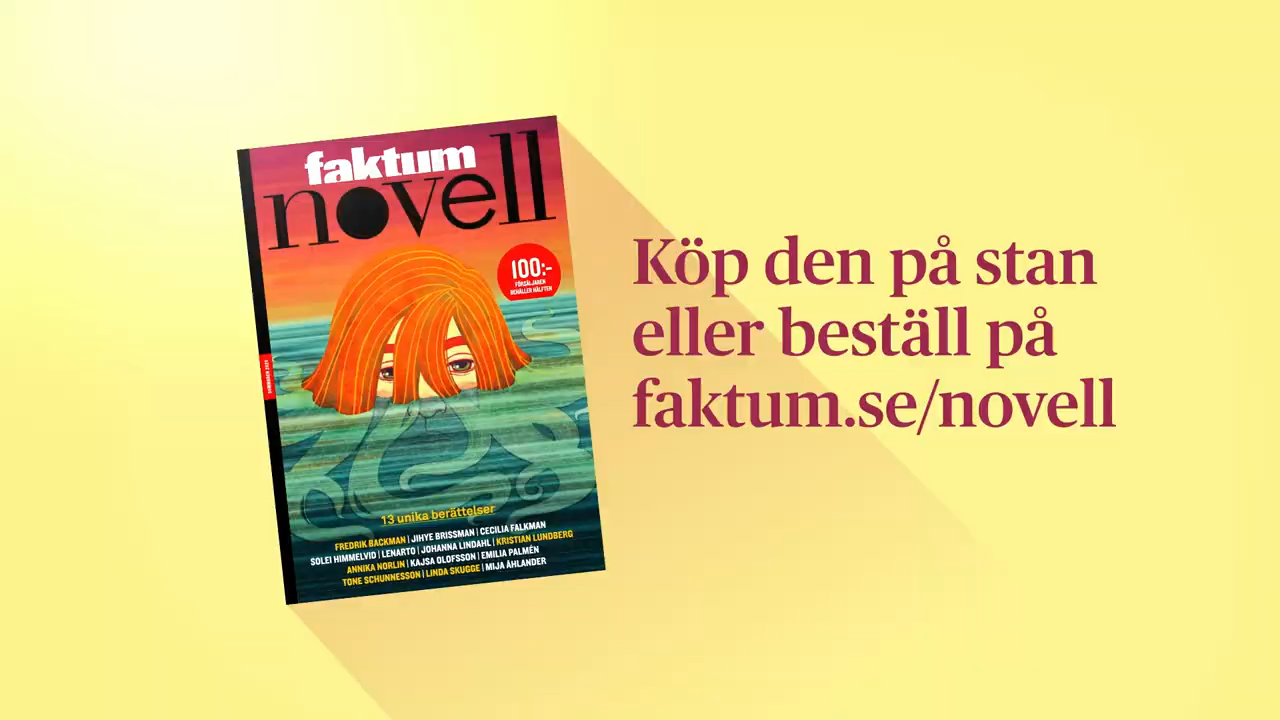 faktum
novell
100:-
FÖRSÄLJAREN
BEHÅLLER HÄLFTEN
SOMMAREN 2024
13 unika berättelser
FREDRIK BACKMAN | JIHYE BRISSMAN | CECILIA FALKMAN
SOLEI HIMMELVID | LENARTO | JOHANNA LINDAHL | KRISTIAN LUNDBERG
ANNIKA NORLIN | KAJSA OLOFSSON | EMILIA PALMÉN
TONE SCHUNNESSON | LINDA SKUGGE | MIJA ÅHLANDER
Köp den på stan
eller beställ på
faktum.se/novell